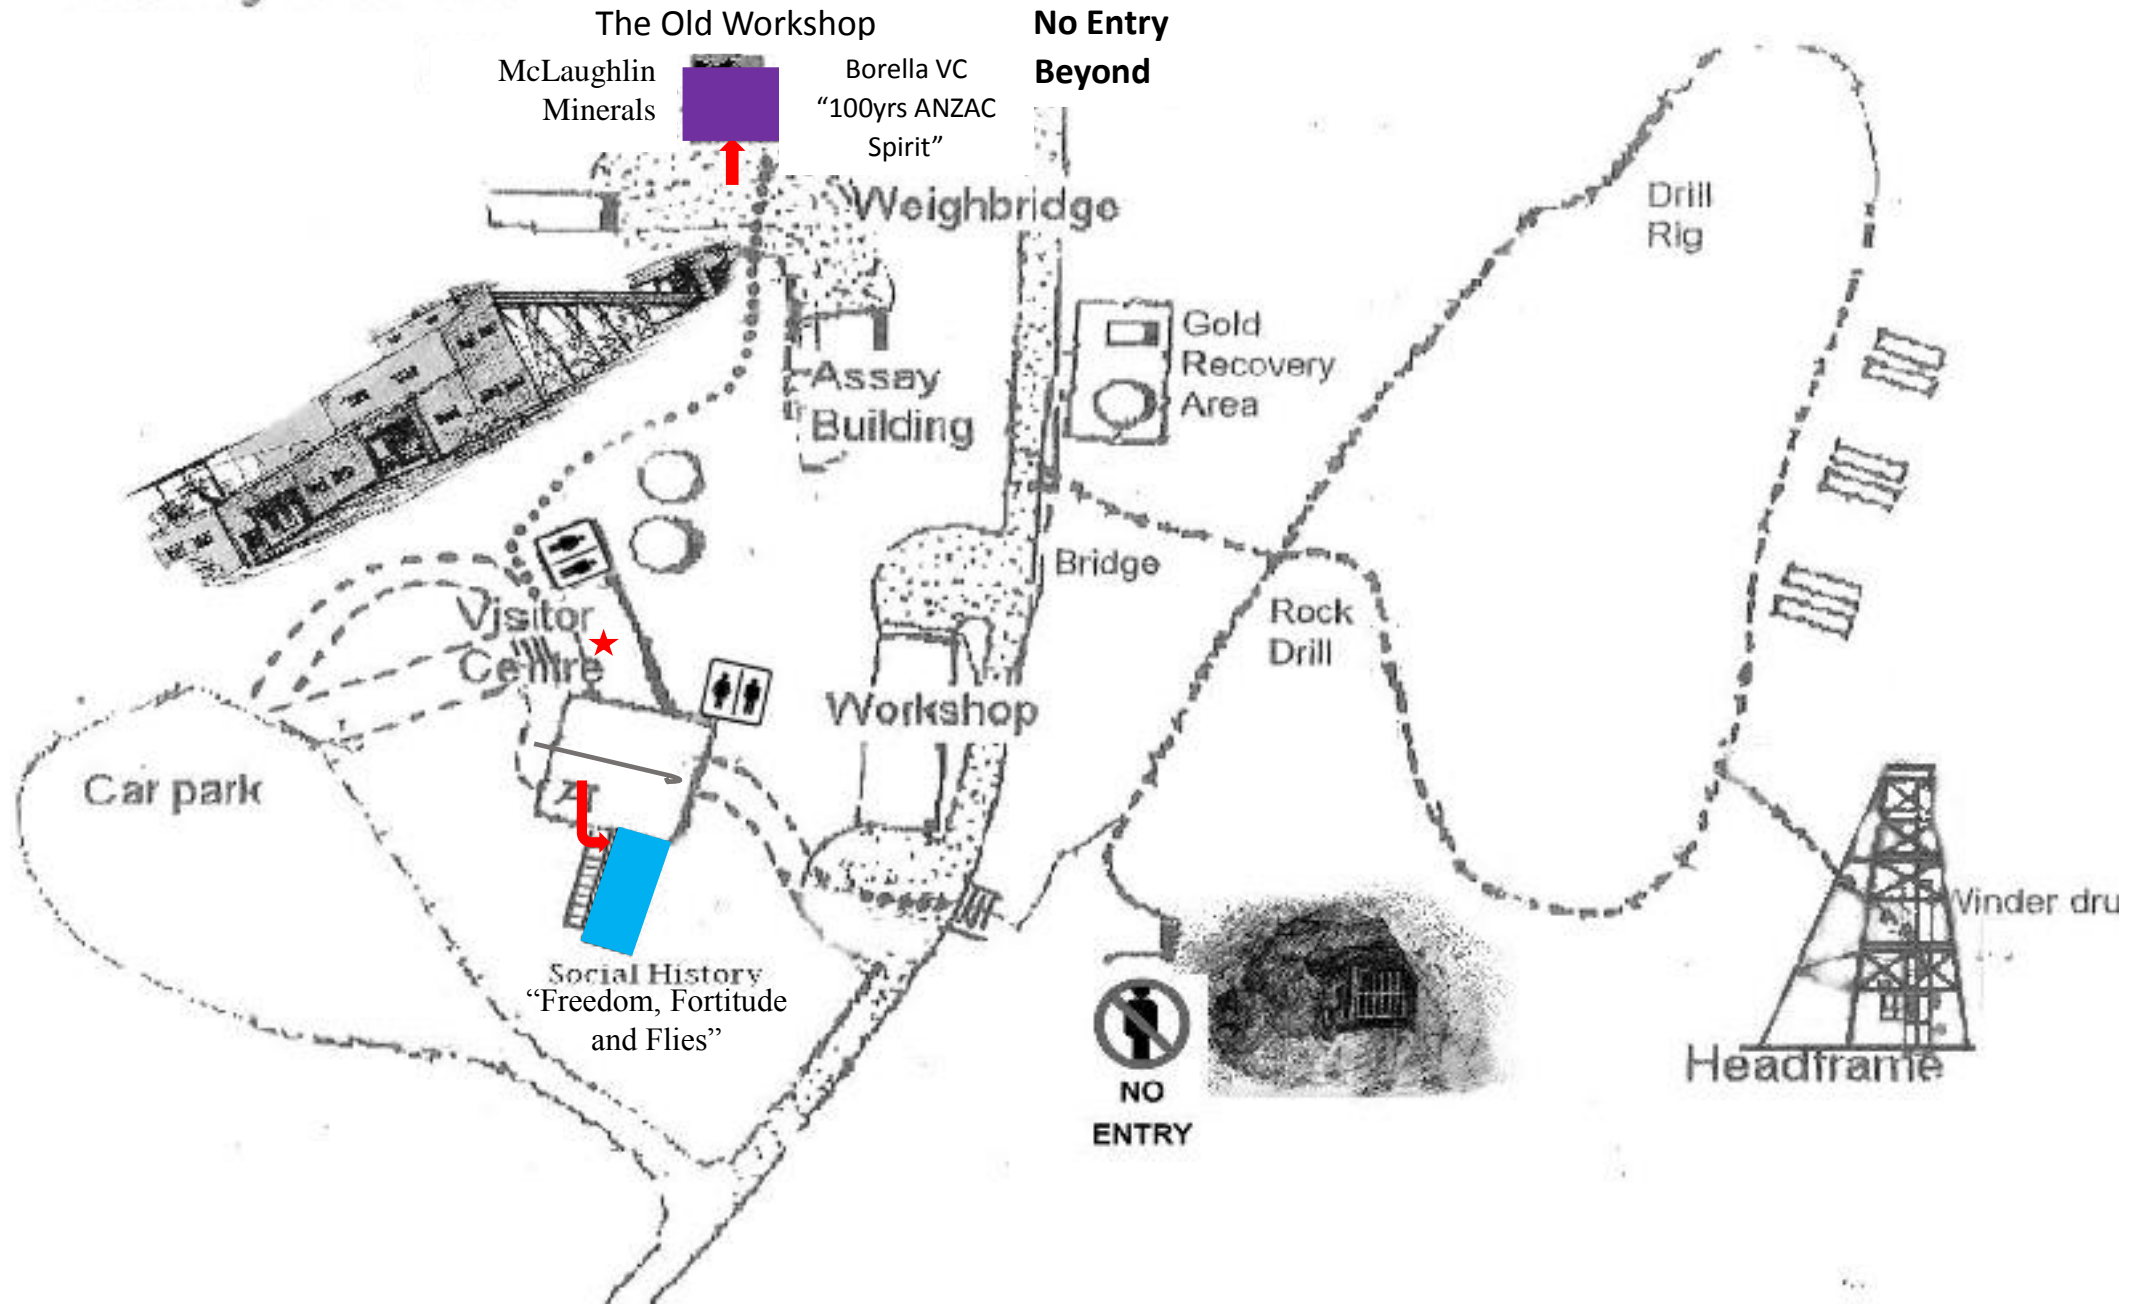 The Old Workshop
No Entry
Beyond
McLaughlin
Minerals
Borella VC
“100yrs ANZAC
Spirit”
Weighbridge
Drill
Rig
Gold
Recovery
Area
Assay
Building
Bridge
Visitor
Centre
Rock
Drill
Workshop
Car park
Winder dru
Social History
“Freedom, Fortitude
and Flies”
NO
ENTRY
Headframe